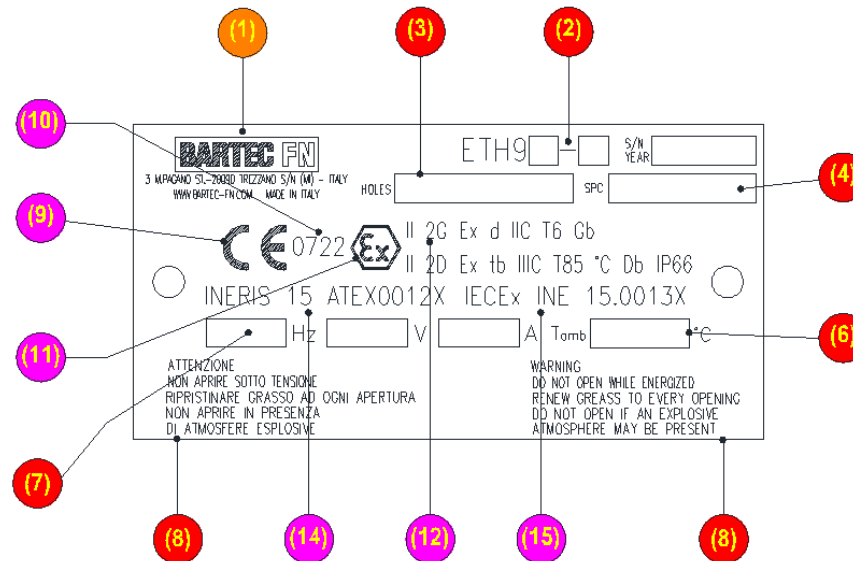 (1)
(3)
(2)
(10)
BARTEC FN
ETH9 - S/N YEAR
3 M.PAGANO ST.-20090 TREZZANO S/N (MI) - ITALY
WWW.BARTEC-FN.COM MADE IN ITALY
HOLES SPC
(4)
(9)
CE 0722 Ex II 2G Ex d IIC T6 Gb
II 2D Ex tb IIIC T85 °C Db IP66
INERIS 15 ATEX0012X IECEx INE 15.0013X
Hz V A Tamb °C
(6)
(11)
ATTENZIONE
NON APRIRE SOTTO TENSIONE
RIPRISTINARE GRASSO AD OGNI APERTURA
NON APRIRE IN PRESENZA
DI ATMOSFERE ESPLOSIVE
WARNING
DO NOT OPEN WHILE ENERGIZED
RENEW GREASS TO EVERY OPENING
DO NOT OPEN IF AN EXPLOSIVE
ATMOSPHERE MAY BE PRESENT
(7)
(8)
(14)
(12)
(15)
(8)